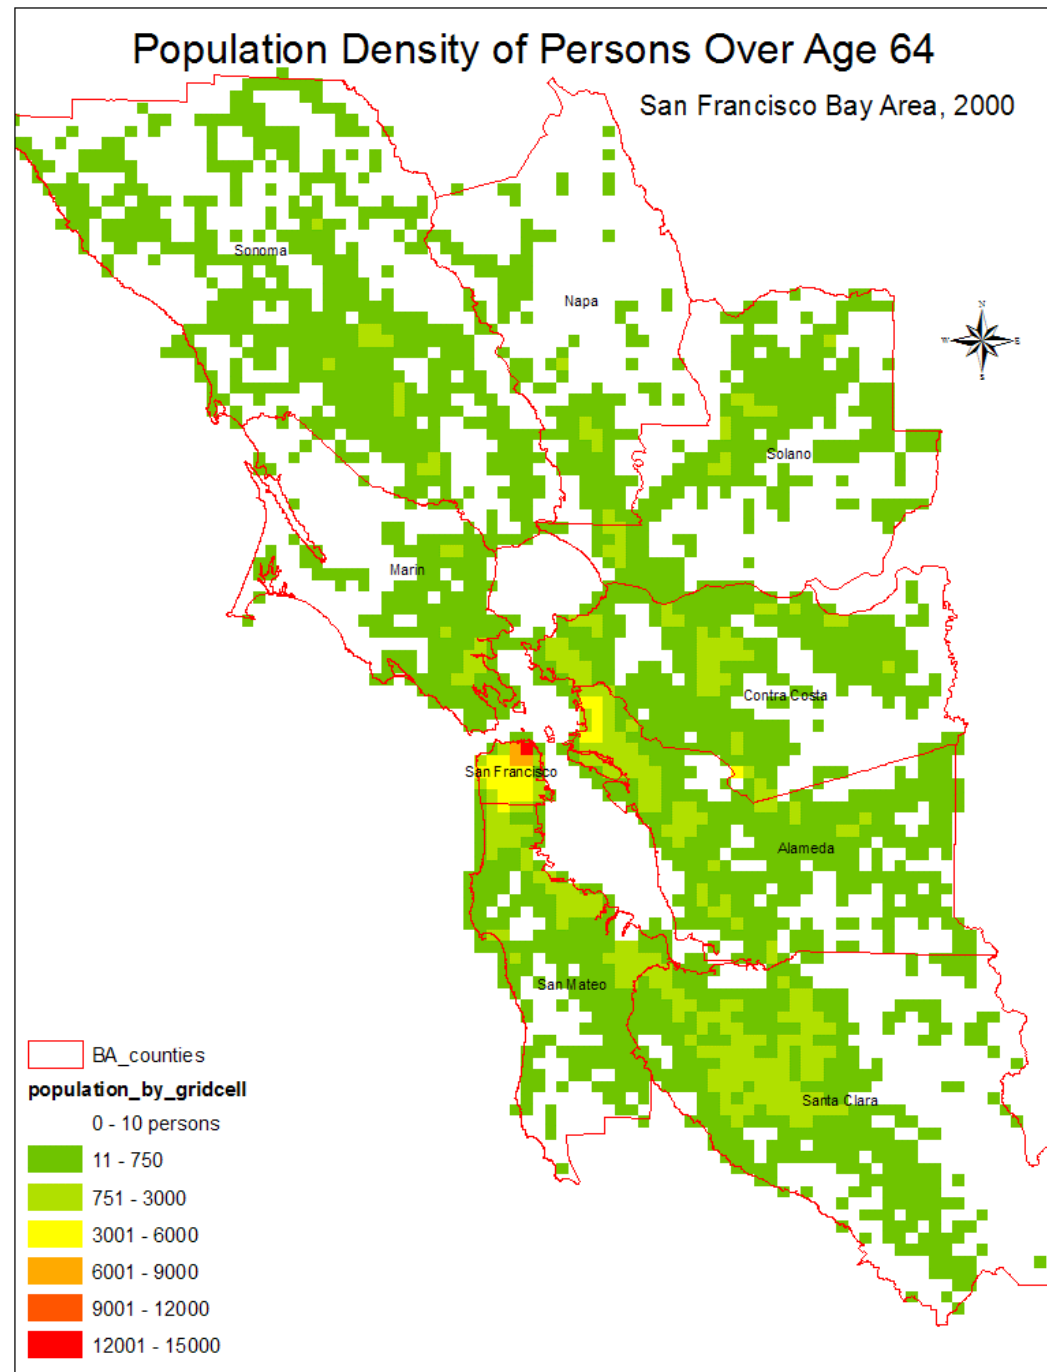 Population Density of Persons Over Age 64
San Francisco Bay Area, 2000
Sonoma
Napa
N
W
E
S
Solano
Marin
Contra Costa
San Francisco
Alameda
San Mateo
Santa Clara
BA_counties
population_by_gridcell
0 - 10 persons
11 - 750
751 - 3000
3001 - 6000
6001 - 9000
9001 - 12000
12001 - 15000